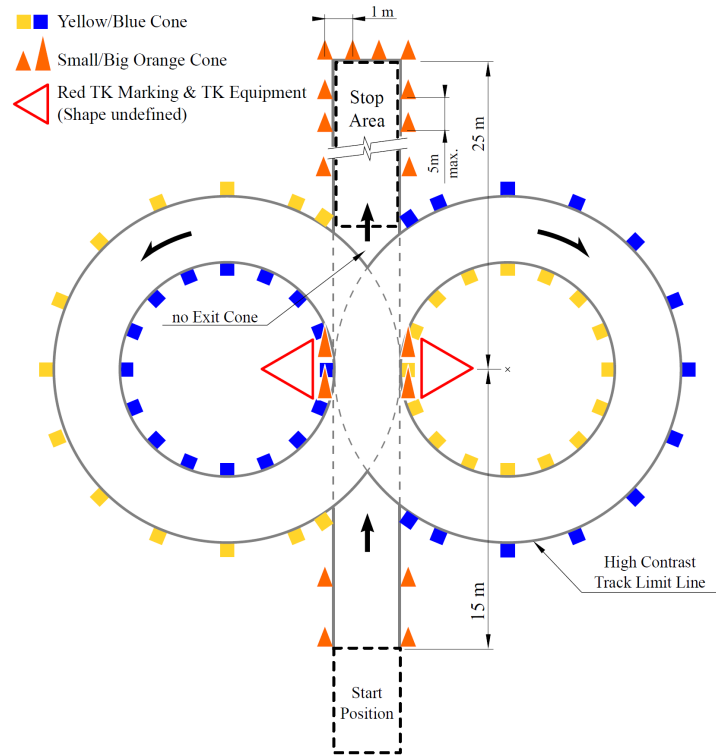 Yellow/Blue Cone
Small/Big Orange Cone
Red TK Marking & TK Equipment
(Shape undefined)
1 m
Stop
Area
5m
max.
25 m
no Exit Cone
15 m
High Contrast
Track Limit Line
Start
Position